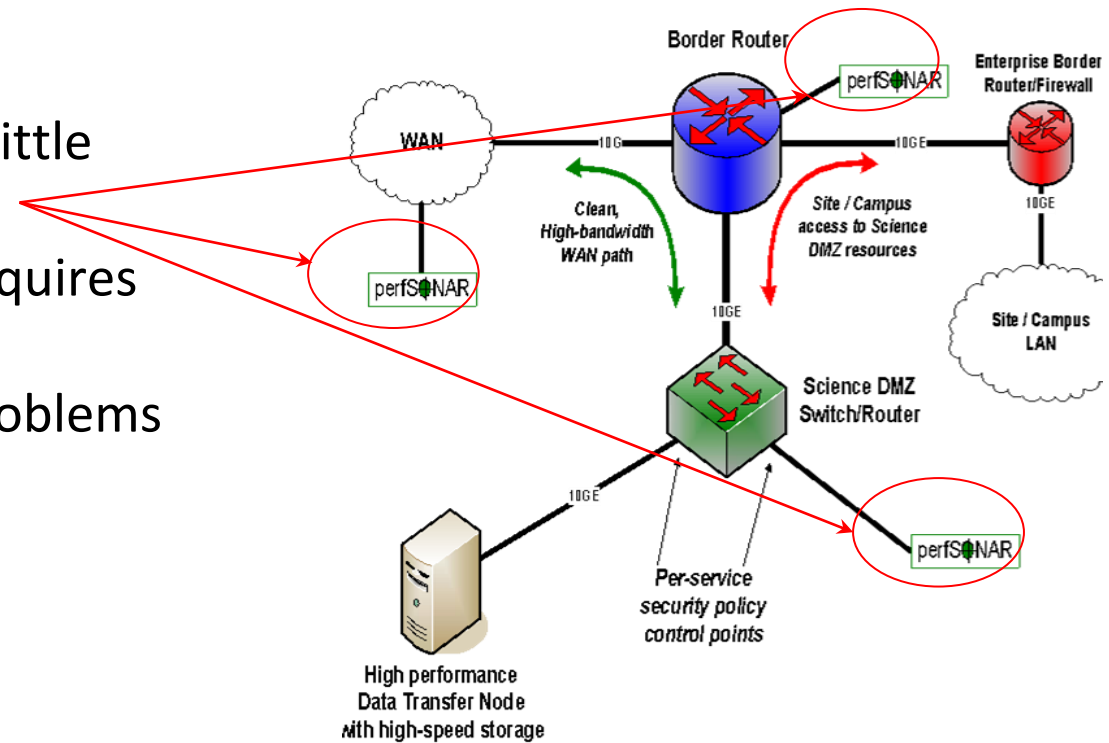 ittle
quires
oblems
Border Router
perfSONAR
Enterprise Border
Router/Firewall
WAN
10G
10GE
10GE
Clean,
High-bandwidth
WAN path
Site / Campus
access to Science
DMZ resources
perfSONAR
10GE
Site / Campus
LAN
Science DMZ
Switch/Router
10GE
perfSONAR
Per-service
security policy
control points
High performance
Data Transfer Node
with high-speed storage